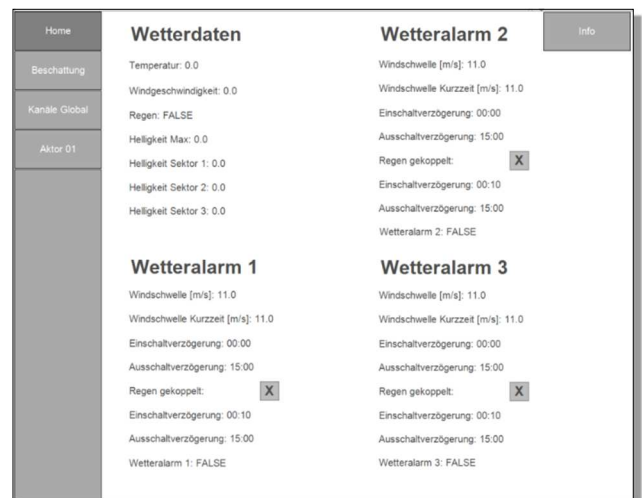 Home
Beschattung
Kanäle Global
Aktor 01
Wetterdaten
Temperatur: 0.0
Windgeschwindigkeit: 0.0
Regen: FALSE
Helligkeit Max: 0.0
Helligkeit Sektor 1: 0.0
Helligkeit Sektor 2: 0.0
Helligkeit Sektor 3: 0.0
Wetteralarm 2
Windschwelle [m/s]: 11.0
Windschwelle Kurzzeit [m/s]: 11.0
Einschaltverzögerung: 00:00
Ausschaltverzögerung: 15:00
Regen gekoppelt: X
Einschaltverzögerung: 00:10
Ausschaltverzögerung: 15:00
Wetteralarm 2: FALSE
Info
Wetteralarm 1
Windschwelle [m/s]: 11.0
Windschwelle Kurzzeit [m/s]: 11.0
Einschaltverzögerung: 00:00
Ausschaltverzögerung: 15:00
Regen gekoppelt: X
Einschaltverzögerung: 00:10
Ausschaltverzögerung: 15:00
Wetteralarm 1: FALSE
Wetteralarm 3
Windschwelle [m/s]: 11.0
Windschwelle Kurzzeit [m/s]: 11.0
Einschaltverzögerung: 00:00
Ausschaltverzögerung: 15:00
Regen gekoppelt: X
Einschaltverzögerung: 00:10
Ausschaltverzögerung: 15:00
Wetteralarm 3: FALSE